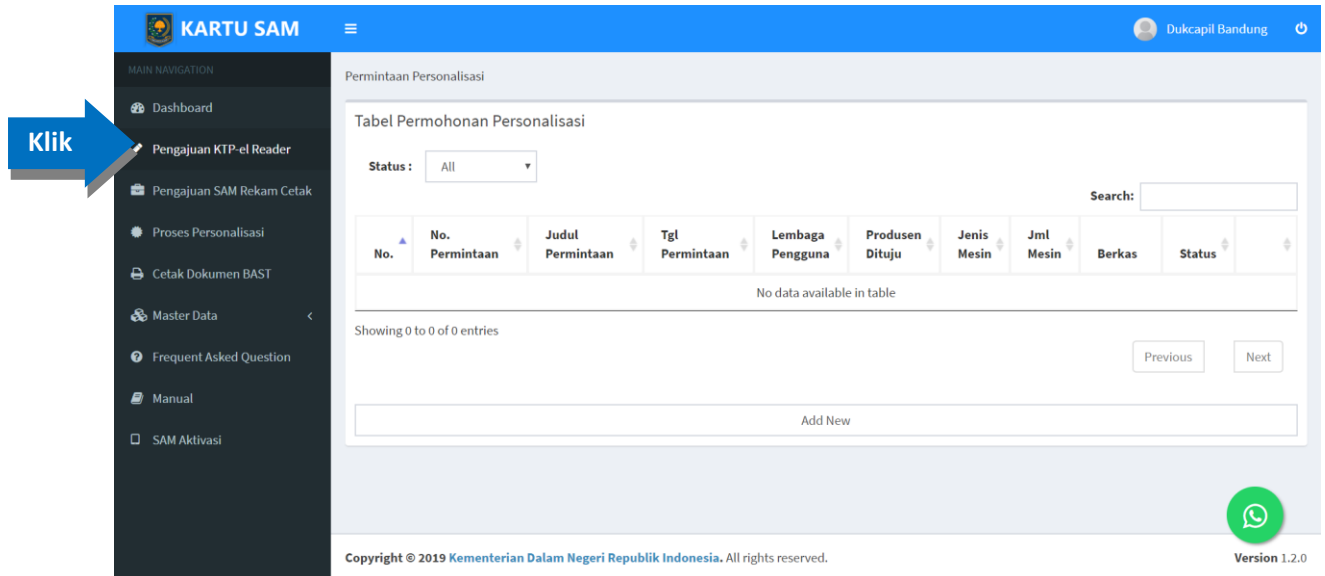 KARTU SAM
Dukcapil Bandung
MAIN NAVIGATION
Dashboard
Pengajuan KTP-el Reader
Pengajuan SAM Rekam Cetak
Proses Personalisasi
Cetak Dokumen BAST
Master Data
Frequent Asked Question
Manual
SAM Aktivasi
Klik
Permintaan Personalisasi
Tabel Permohonan Personalisasi
Status : All
Search:
No.
No. Permintaan
Judul Permintaan
Tgl Permintaan
Lembaga Pengguna
Produsen Dituju
Jenis Mesin
Jml Mesin
Berkas
Status
No data available in table
Showing 0 to 0 of 0 entries
Previous
Next
Add New
Copyright © 2019 Kementerian Dalam Negeri Republik Indonesia. All rights reserved.
Version 1.2.0